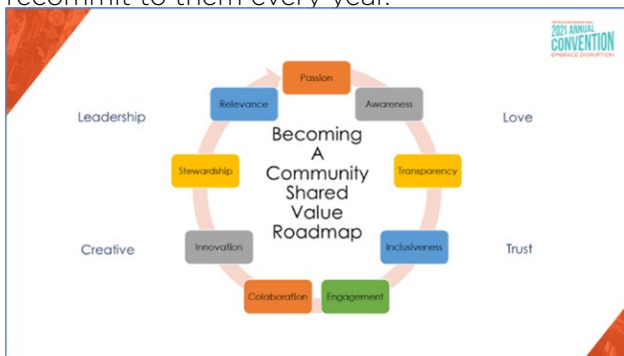 recommit to them every year.
2021 ANNUAL
CONVENTION
EMBRACE DISRUPTION
Passion
Relevance
Awareness
Leadership
Love
Becoming
A
Community
Shared
Value
Roadmap
Stewardship
Transparency
Creative
Innovation
Inclusiveness
Trust
Colaboration
Engagement